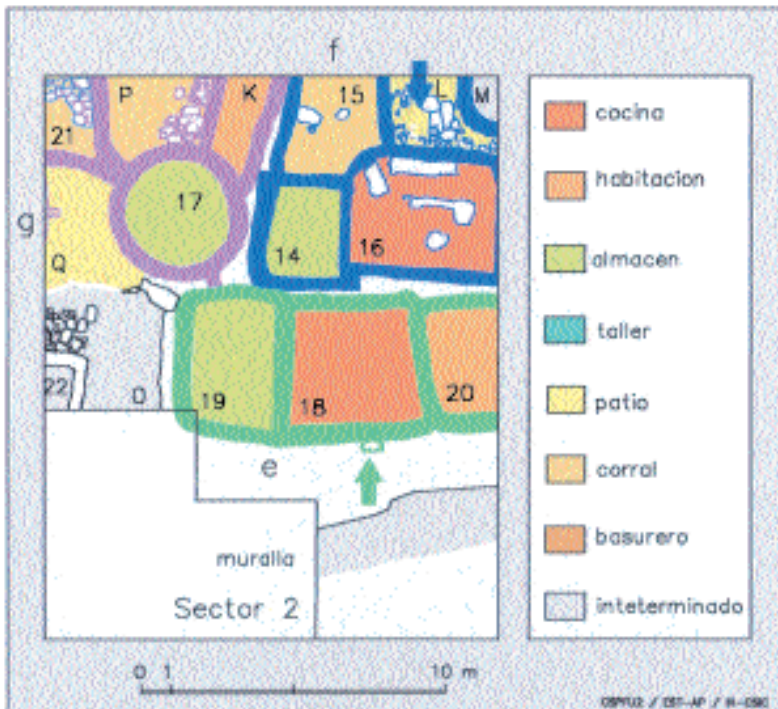 f
P
K
15
L
M
21
17
g
14
16
Q
22
O
19
18
20
e
muralla
Sector 2
0 1 10 m
cocina
habitacion
almacen
taller
patio
corral
basurero
inteterminado